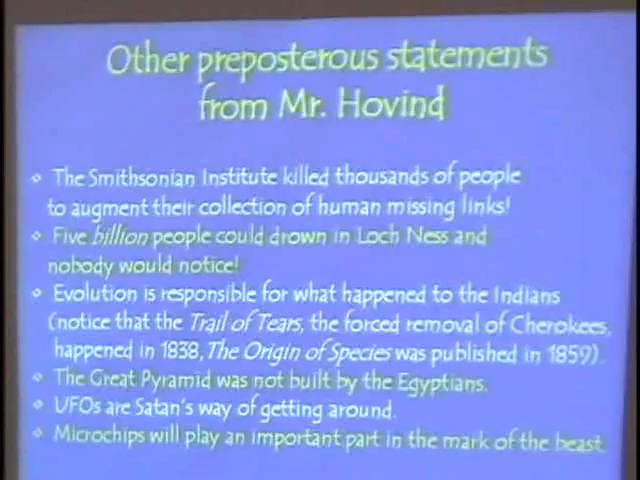 Other preposterous statements
from Mr. Hovind
⋄ The Smithsonian Institute killed thousands of people
to augment their collection of human missing links!
⋄ Five billion people could drown in Loch Ness and
nobody would notice!
⋄ Evolution is responsible for what happened to the Indians
(notice that the Trail of Tears, the forced removal of Cherokees,
happened in 1838, The Origin of Species was published in 1859).
⋄ The Great Pyramid was not built by the Egyptians.
⋄ UFOs are Satan's way of getting around.
⋄ Microchips will play an important part in the mark of the beast.